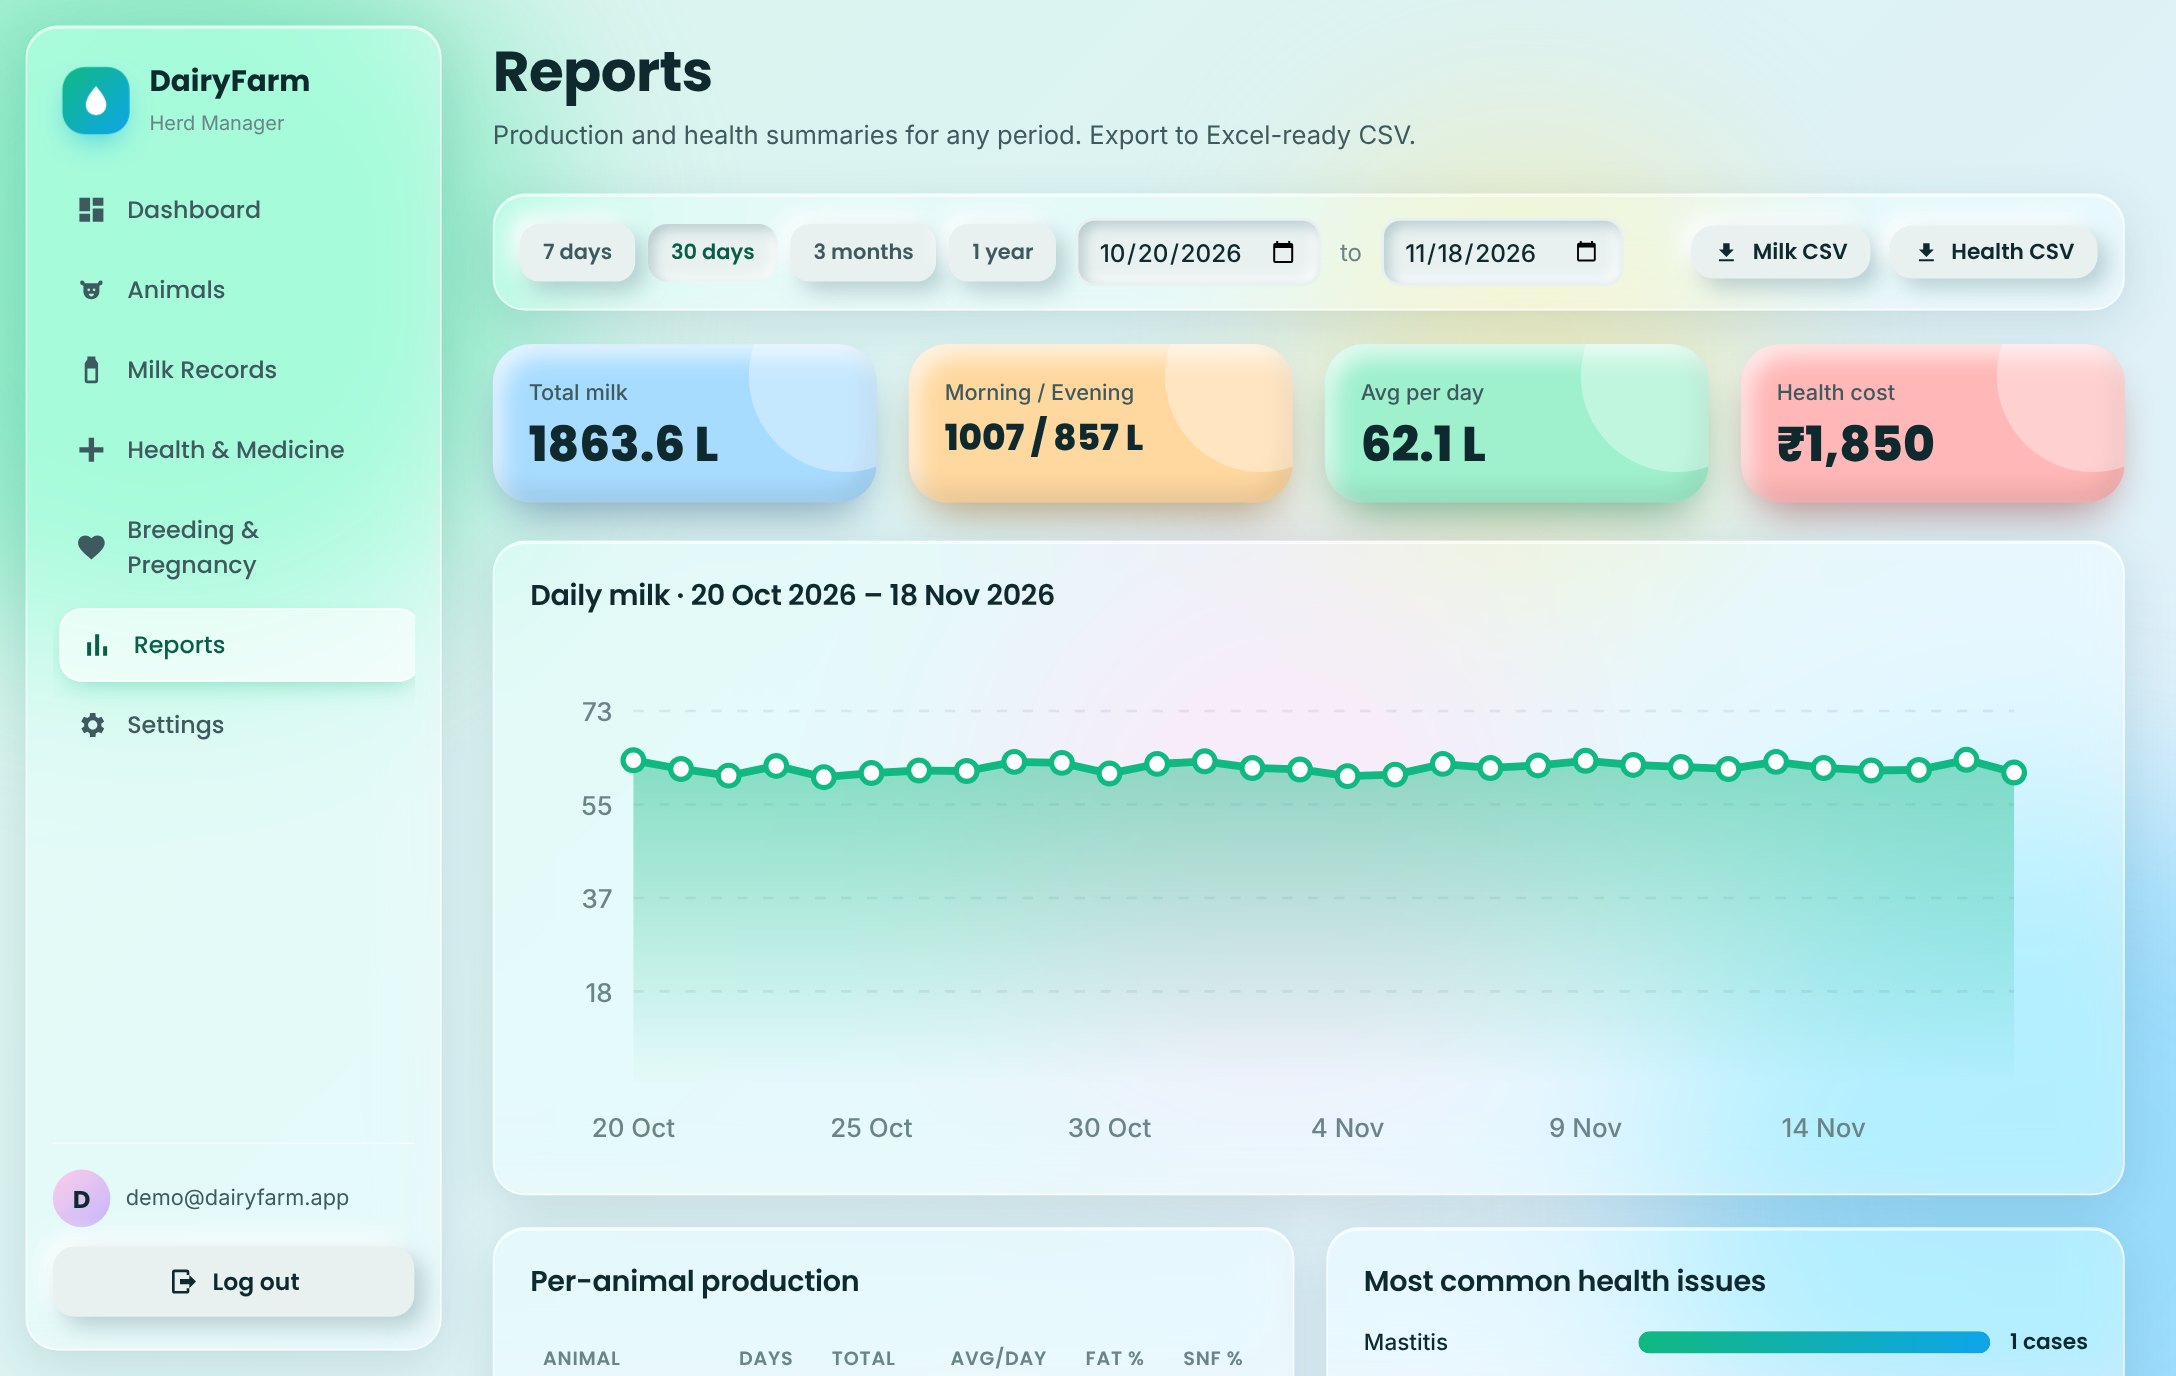 DairyFarm
Herd Manager
Dashboard
Animals
Milk Records
Health & Medicine
Breeding &
Pregnancy
Reports
Settings
D
demo@dairyfarm.app
Log out
Reports
Production and health summaries for any period. Export to Excel-ready CSV.
7 days
30 days
3 months
1 year
10/20/2026
to
11/18/2026
Milk CSV
Health CSV
Total milk
1863.6 L
Morning / Evening
1007 / 857 L
Avg per day
62.1 L
Health cost
₹1,850
Daily milk · 20 Oct 2026 – 18 Nov 2026
73
55
37
18
20 Oct
25 Oct
30 Oct
4 Nov
9 Nov
14 Nov
Per-animal production
ANIMAL
DAYS
TOTAL
AVG/DAY
FAT %
SNF %
Most common health issues
Mastitis
1 cases